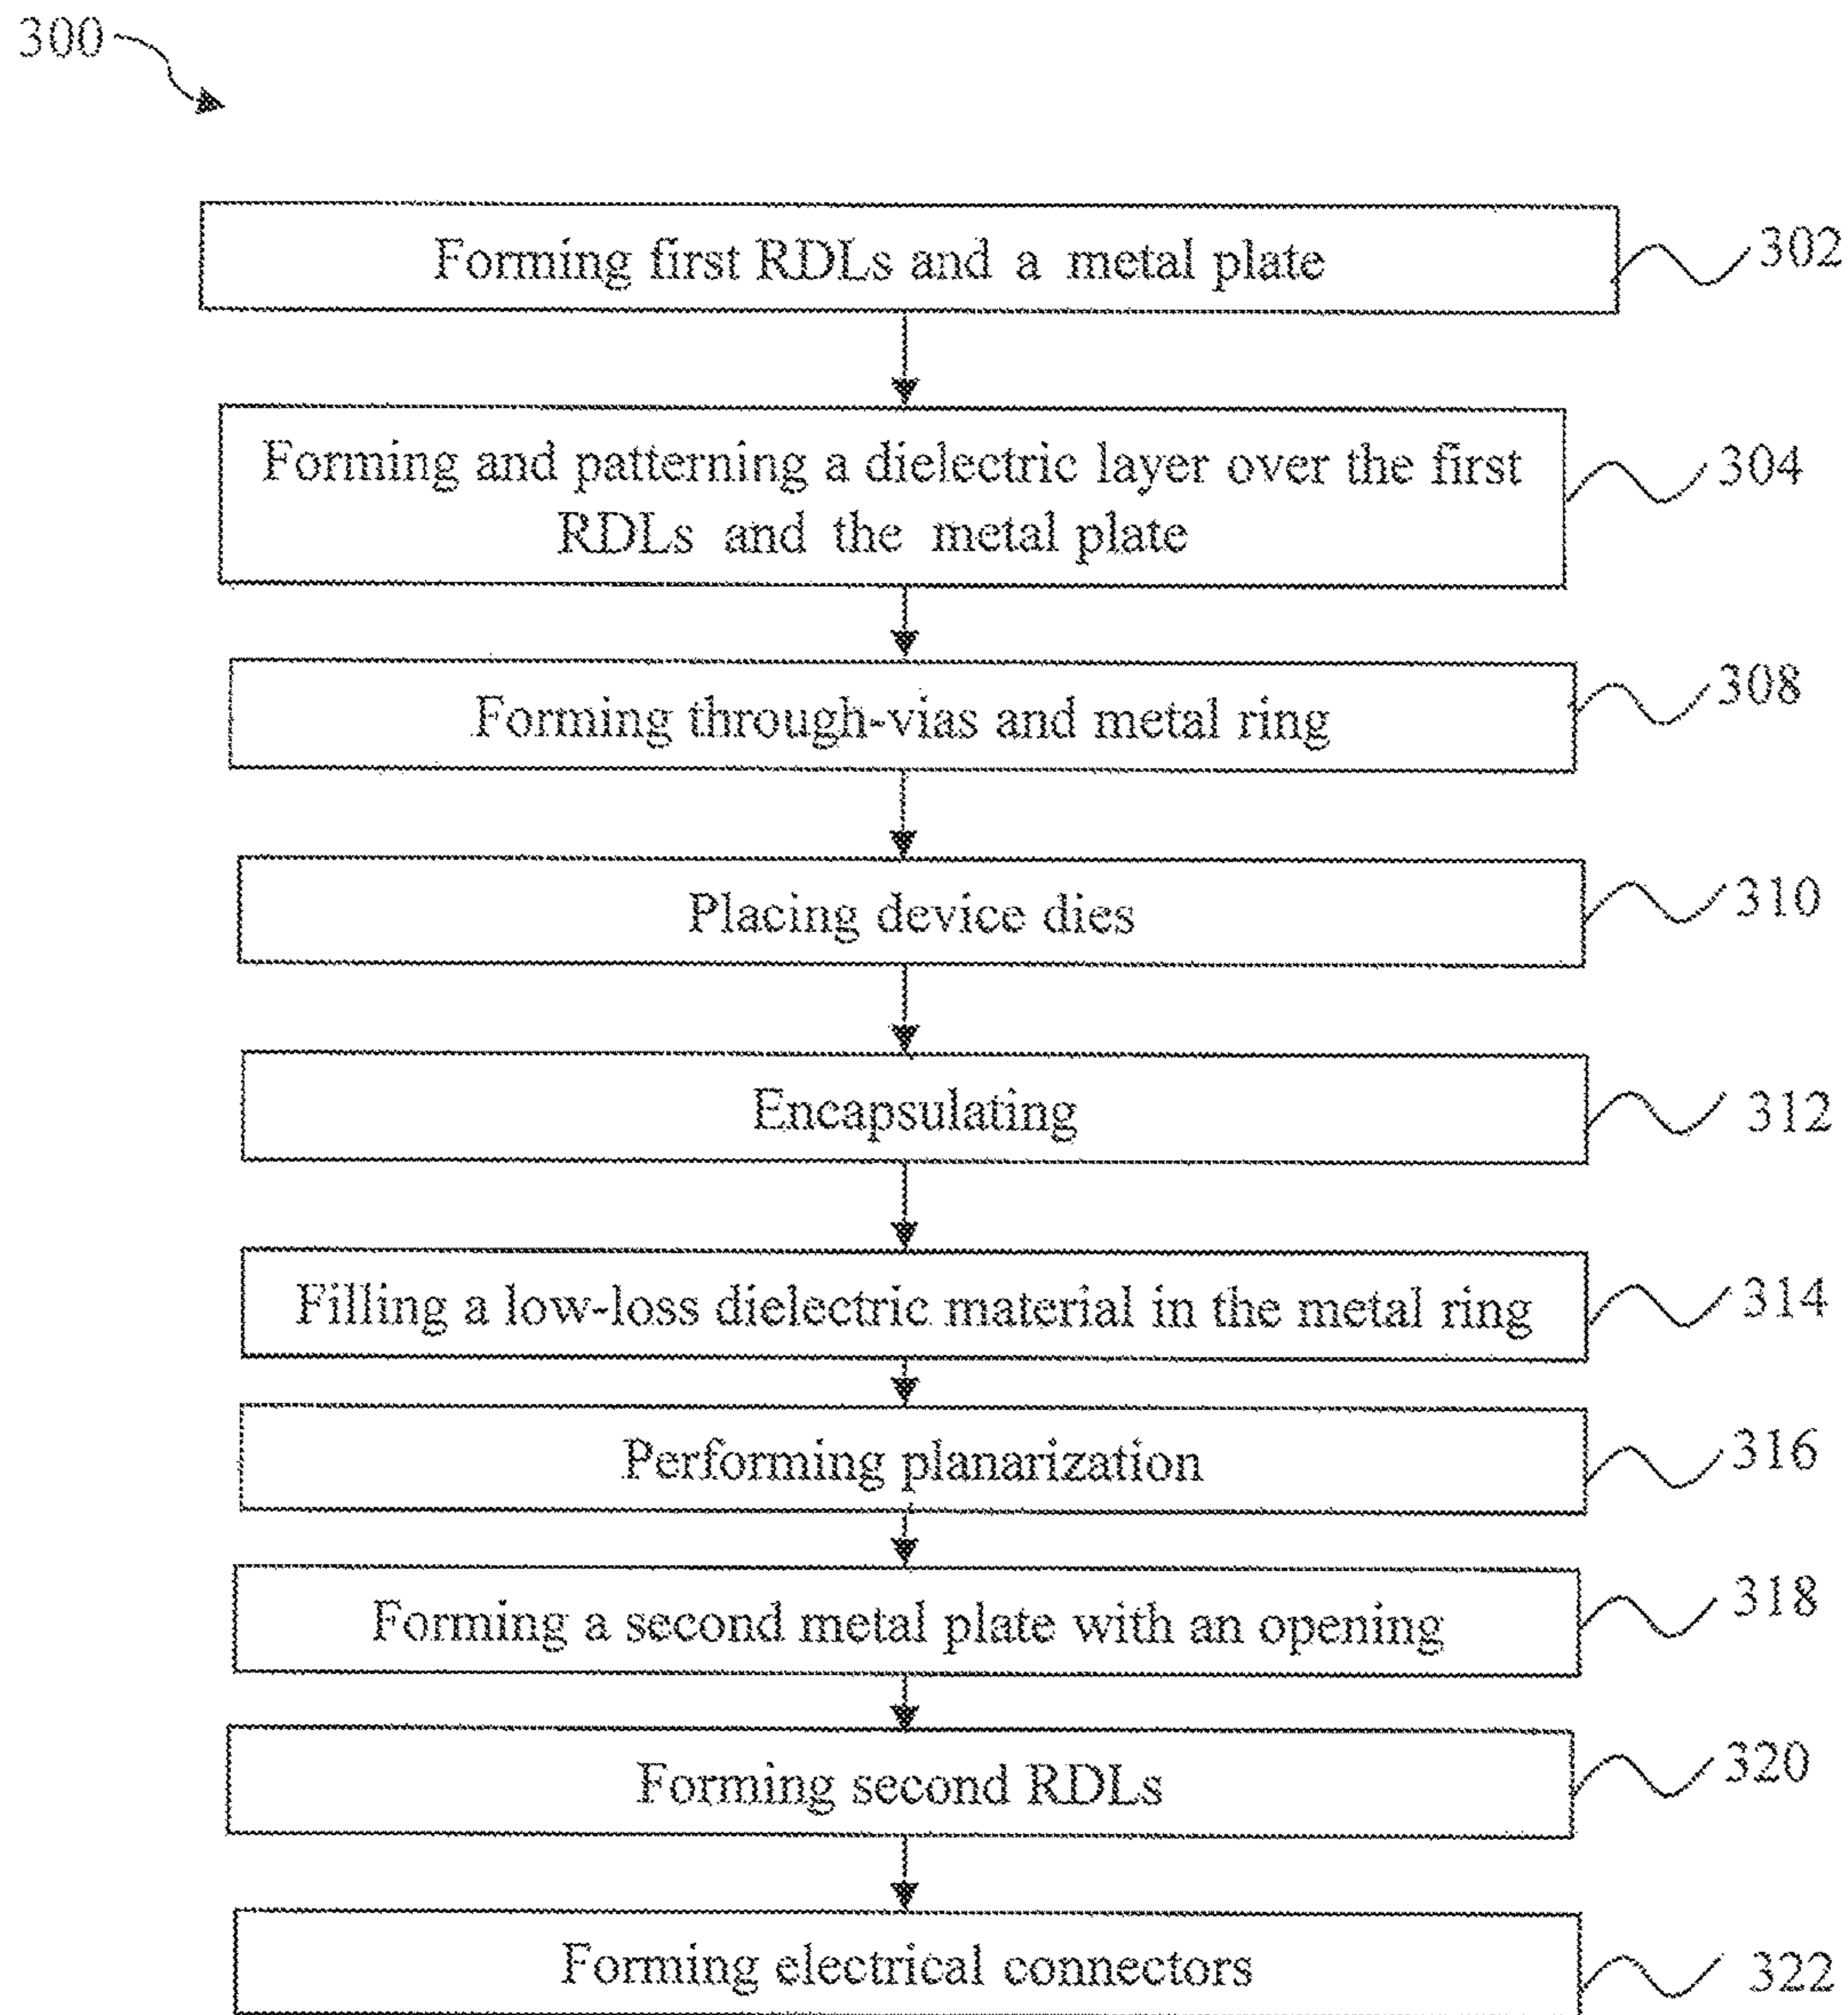 300
Forming first RDLs and a metal plate
302
Forming and patterning a dielectric layer over the first
RDLs and the metal plate
304
Forming through-vias and metal ring
308
Placing device dies
310
Encapsulating
312
Filling a low-loss dielectric material in the metal ring
314
Performing planarization
316
Forming a second metal plate with an opening
318
Forming second RDLs
320
Forming electrical connectors
322